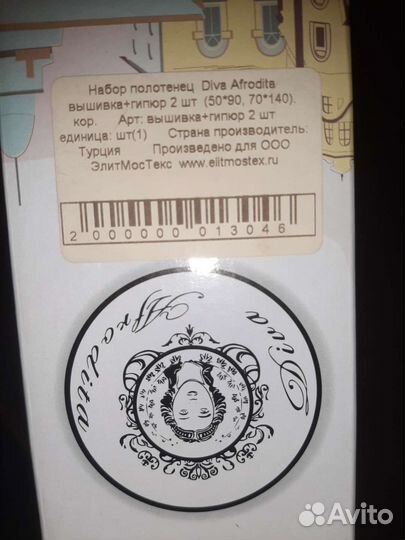 Набор полотенец Diva Afrodita
вышивка+гипюр 2 шт (50*90, 70*140).
кор. Арт: вышивка+гипюр 2 шт
единица: шт(1) Страна производитель:
Турция Произведено для ООО
ЭлитМосТекс www.elitmostex.ru
2 000000 013046
Diva
Afrodita
Avito